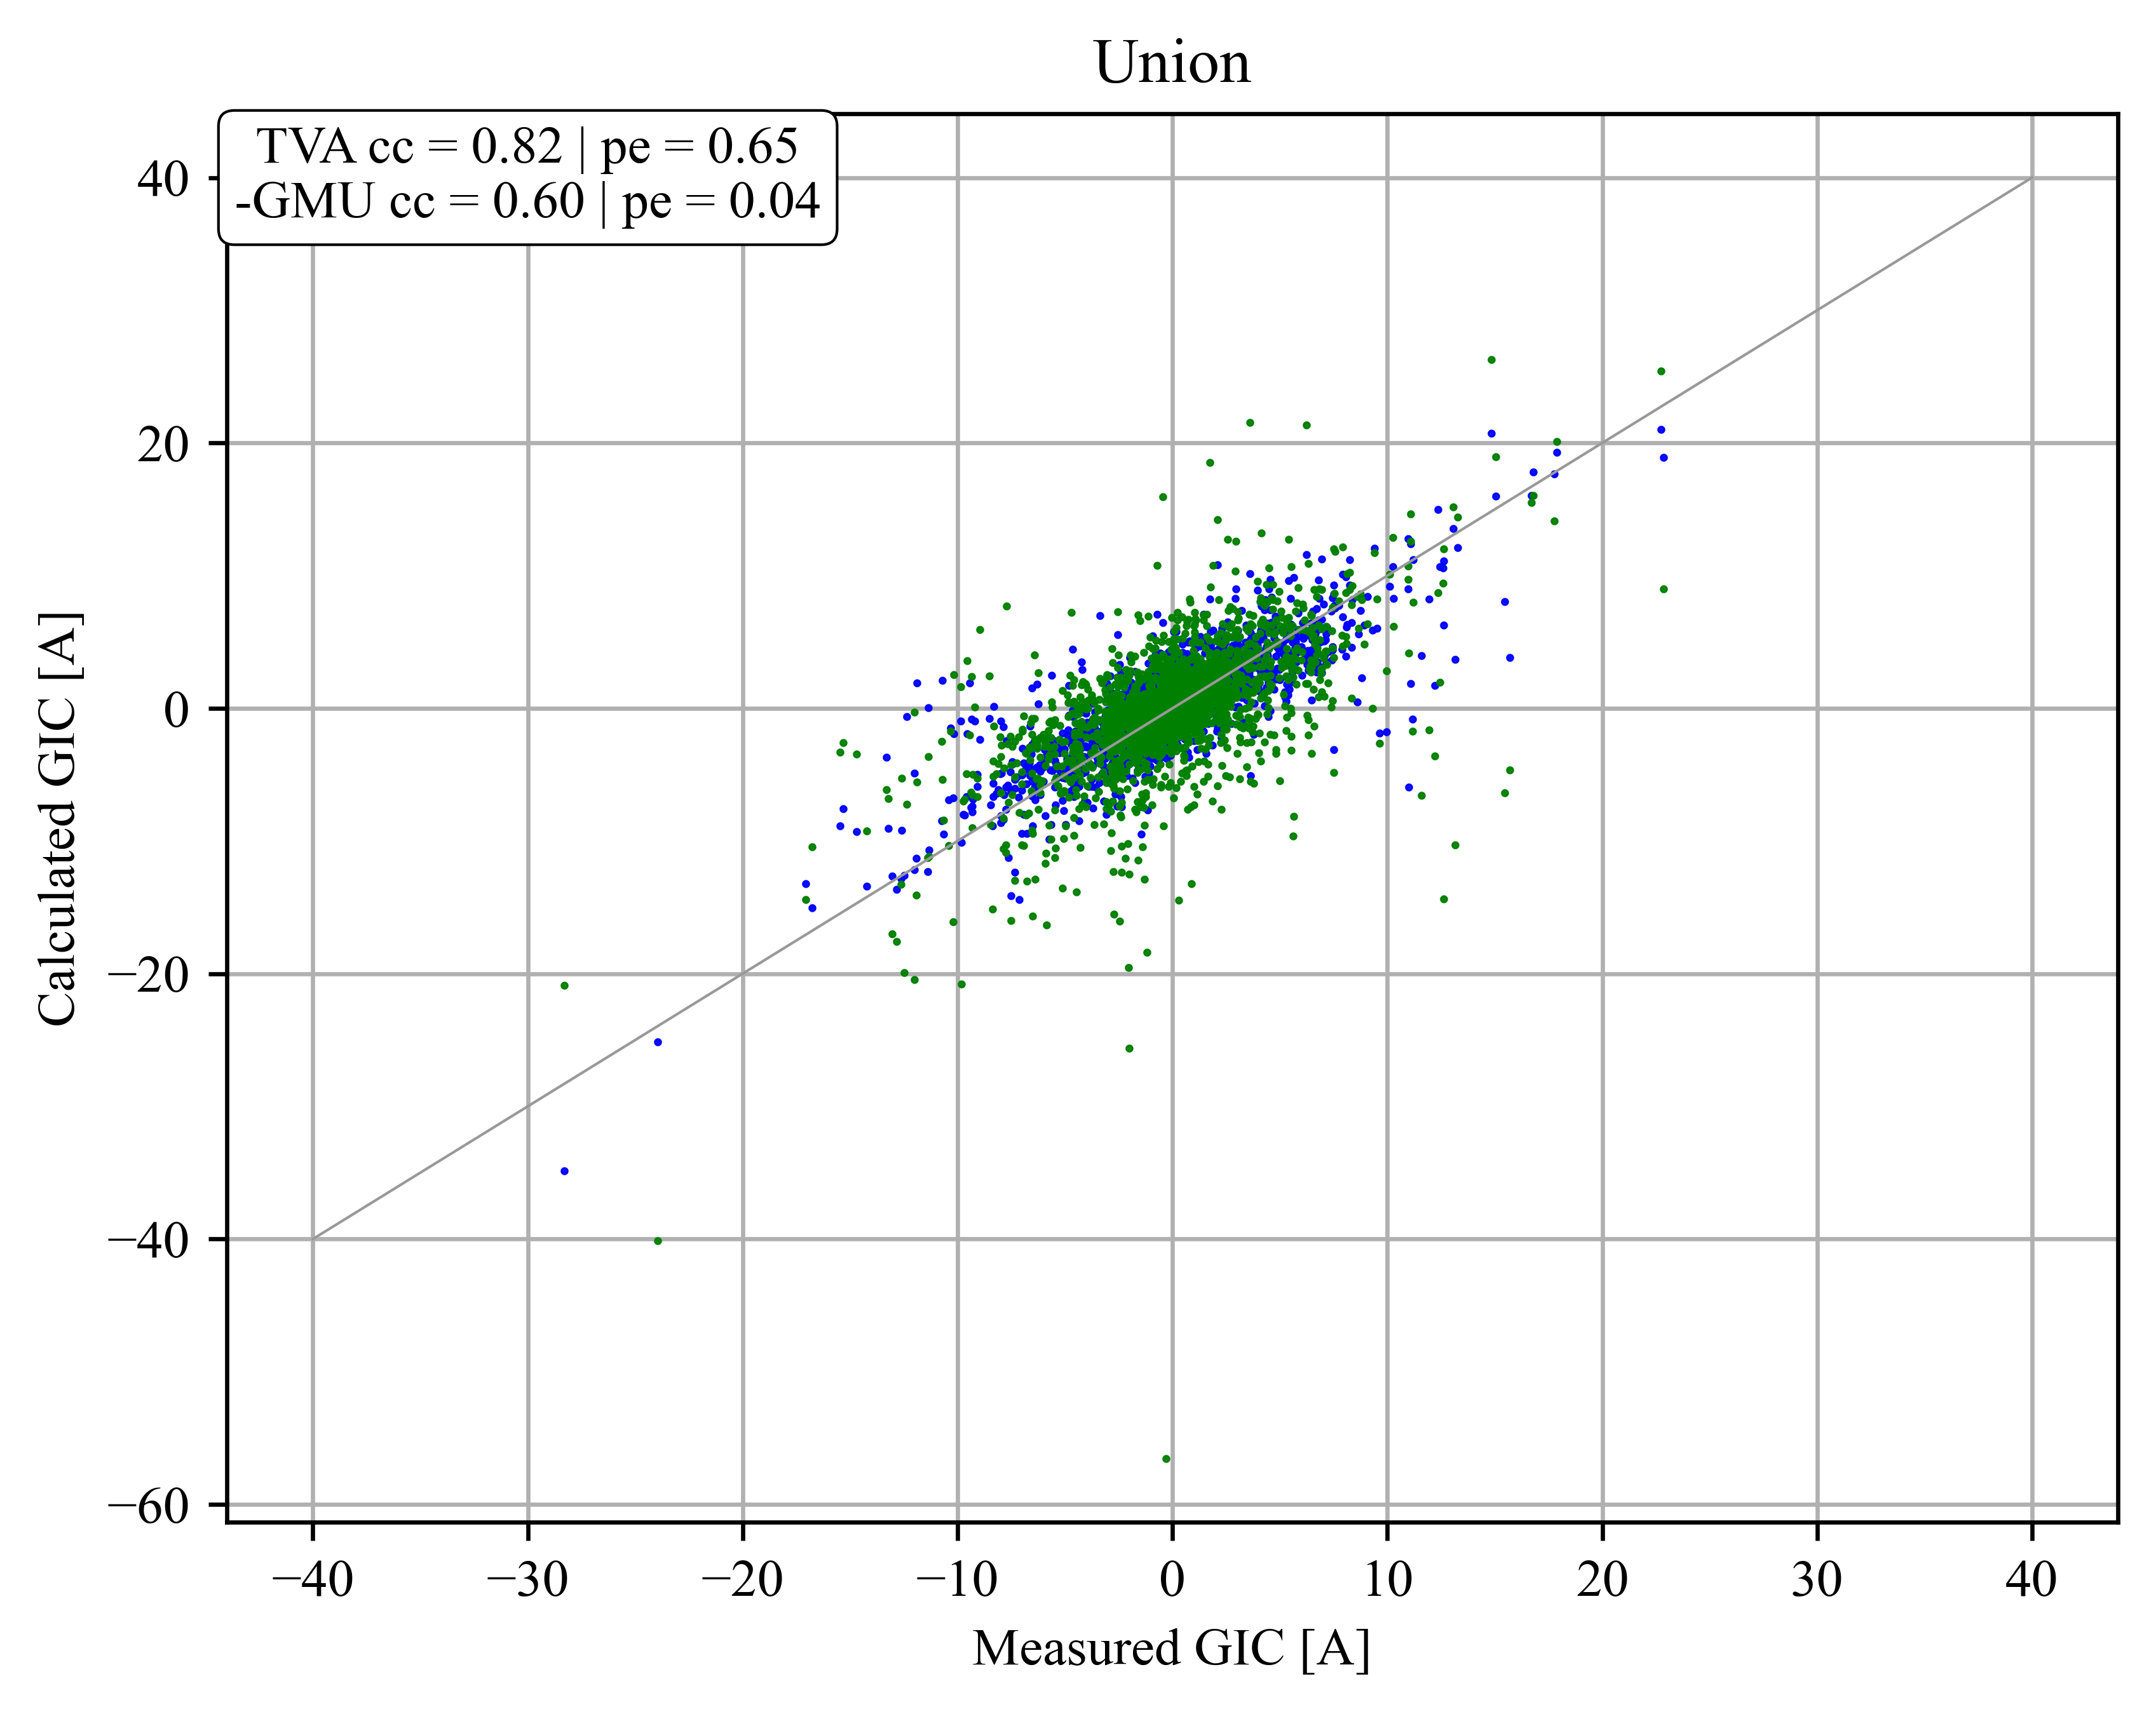 Union
TVA cc = 0.82 | pe = 0.65
-GMU cc = 0.60 | pe = 0.04
40
20
0
−20
−40
−60
Calculated GIC [A]
−40 −30 −20 −10 0 10 20 30 40
Measured GIC [A]